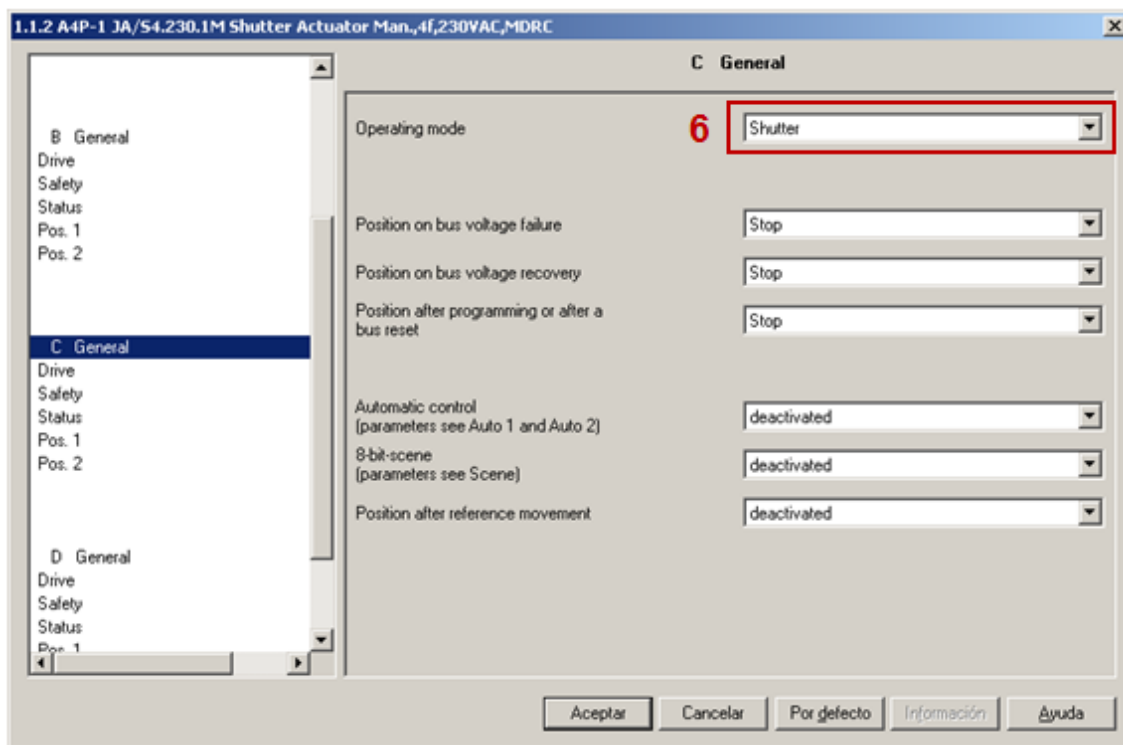 1.1.2 A4P-1 JA/S4.230.1M Shutter Actuator Man.,4f,230VAC,MDRC
B General
Drive
Safety
Status
Pos. 1
Pos. 2
C General
Drive
Safety
Status
Pos. 1
Pos. 2
D General
Drive
Safety
Status
Pos. 1
C General
Operating mode
6
Shutter
Position on bus voltage failure
Stop
Position on bus voltage recovery
Stop
Position after programming or after a
bus reset
Stop
Automatic control
(parameters see Auto 1 and Auto 2)
deactivated
8-bit-scene
(parameters see Scene)
deactivated
Position after reference movement
deactivated
Aceptar
Cancelar
Por defecto
Información
Ayuda